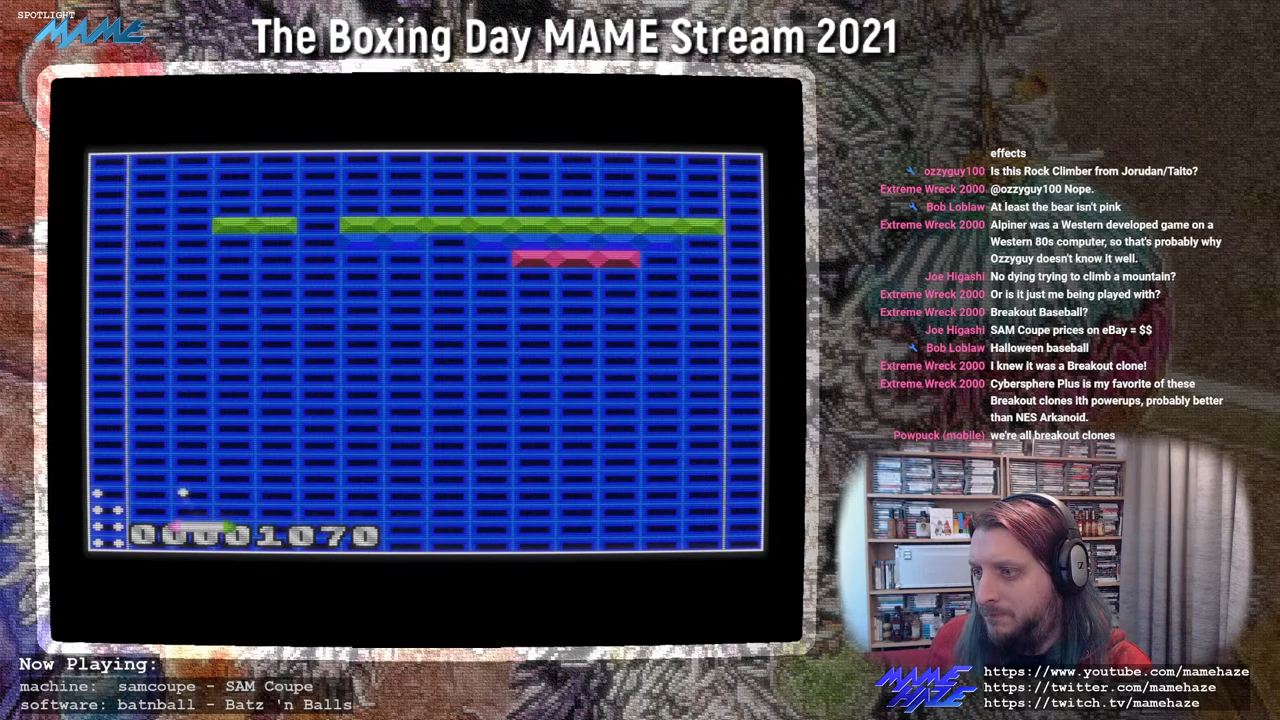 SPOTLIGHT
MAME
The Boxing Day MAME Stream 2021
effects
ozzyguy100 Is this Rock Climber from Jorudan/Taito?
Extreme Wreck 2000 @ozzyguy100 Nope.
Bob Loblaw At least the bear isn't pink
Extreme Wreck 2000 Alpiner was a Western developed game on a
Western 80s computer, so that's probably why
Ozzyguy doesn't know it well.
Joe Higashi No dying trying to climb a mountain?
Extreme Wreck 2000 Or is it just me being played with?
Extreme Wreck 2000 Breakout Baseball?
Joe Higashi SAM Coupe prices on eBay = $$
Bob Loblaw Halloween baseball
Extreme Wreck 2000 I knew it was a Breakout clone!
Extreme Wreck 2000 Cybersphere Plus is my favorite of these
Breakout clones ith powerups, probably better
than NES Arkanoid.
Powpuck (mobile) we're all breakout clones
00001070
Now Playing:
machine: samcoupe - SAM Coupe
software: batnball - Batz 'n Balls
MAME
HAZE
https://www.youtube.com/mamehaze
https://twitter.com/mamehaze
https://twitch.tv/mamehaze